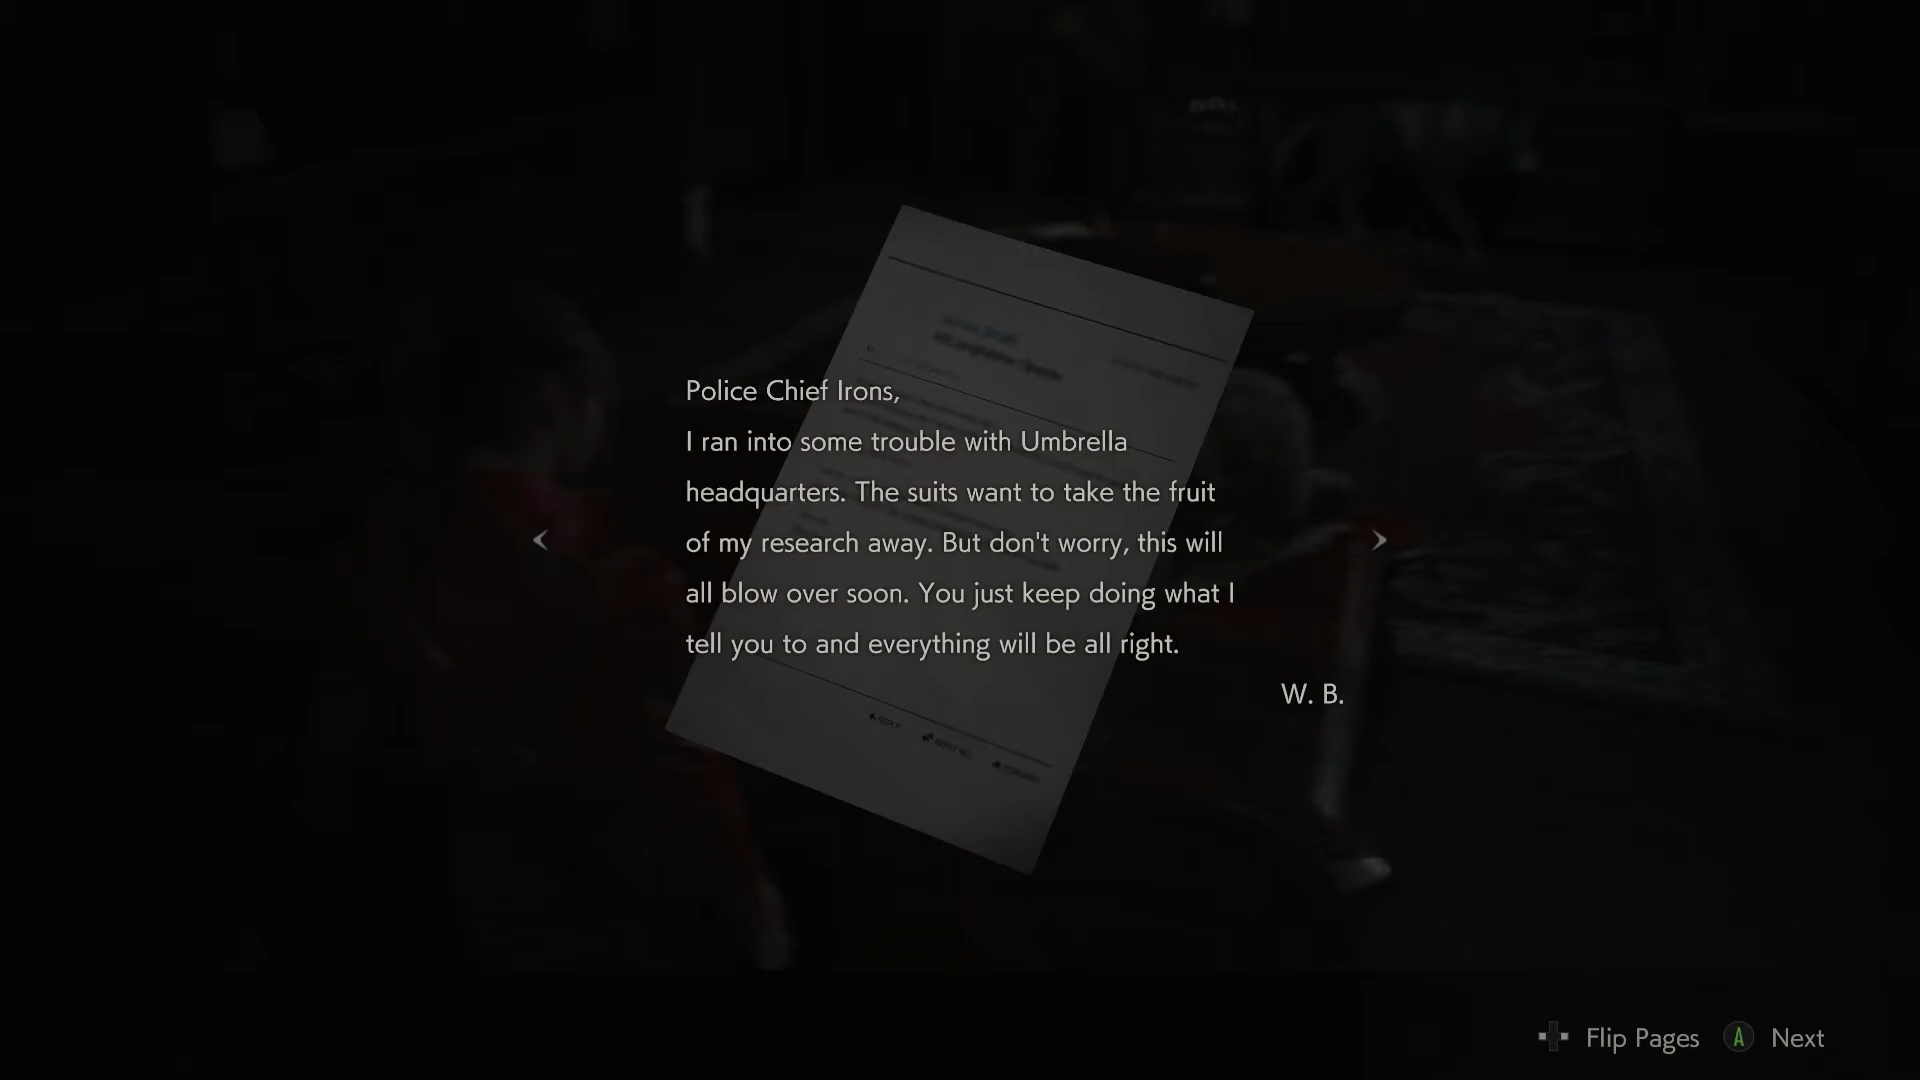 Police Chief Irons,
I ran into some trouble with Umbrella
headquarters. The suits want to take the fruit
of my research away. But don't worry, this will
all blow over soon. You just keep doing what I
tell you to and everything will be all right.
W. B.
Flip Pages A Next